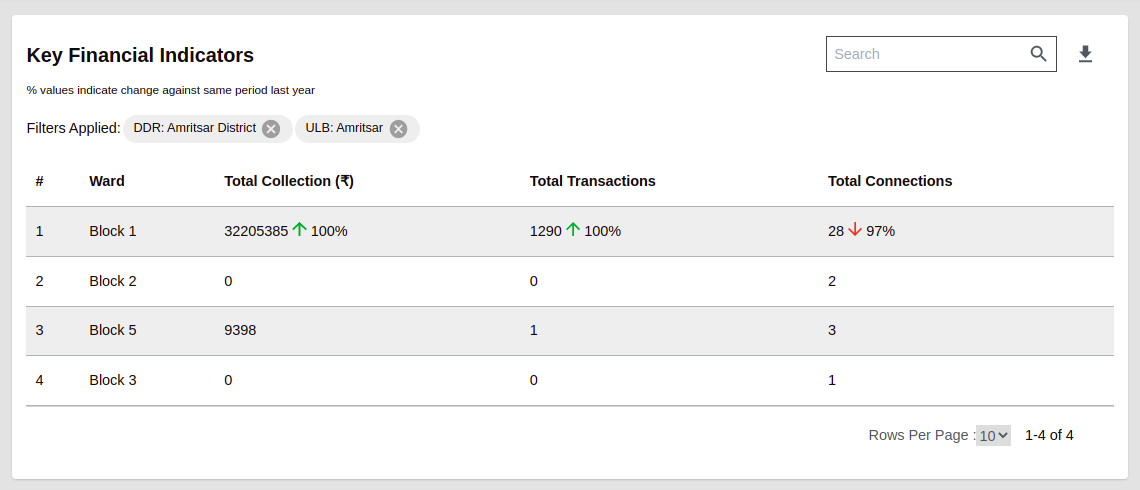 Key Financial Indicators
Search
% values indicate change against same period last year
Filters Applied: DDR: Amritsar District ULB: Amritsar
# Ward Total Collection (₹) Total Transactions Total Connections
1 Block 1 32205385 100% 1290 100% 28 97%
2 Block 2 0 0 2
3 Block 5 9398 1 3
4 Block 3 0 0 1
Rows Per Page : 10 1-4 of 4